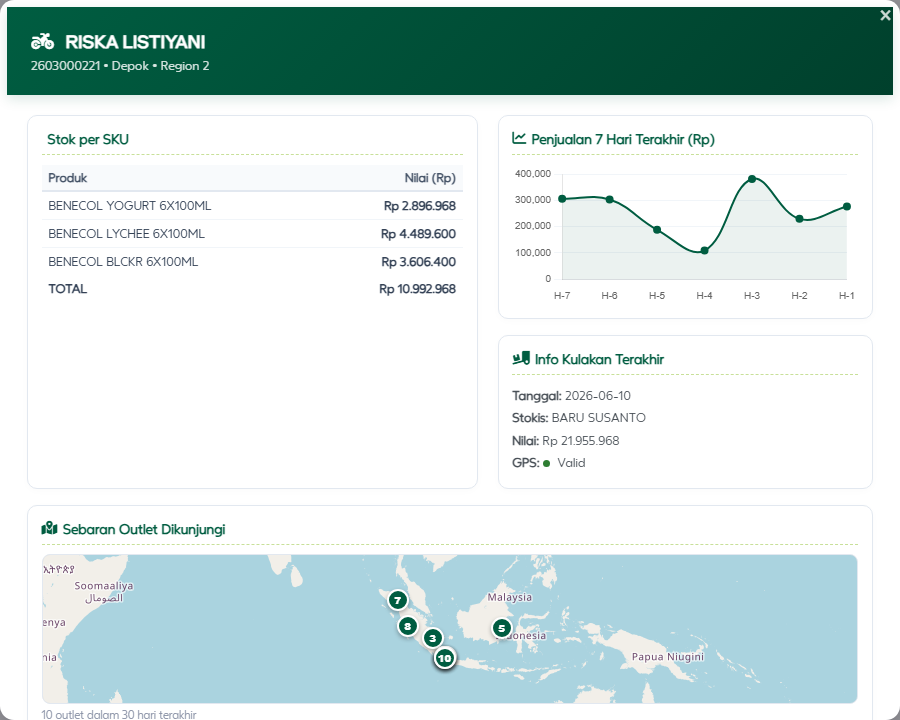 ×
RISKA LISTIYANI
2603000221 • Depok • Region 2
Stok per SKU
Produk Nilai (Rp)
BENECOL YOGURT 6X100ML Rp 2.896.968
BENECOL LYCHEE 6X100ML Rp 4.489.600
BENECOL BLCKR 6X100ML Rp 3.606.400
TOTAL Rp 10.992.968
Penjualan 7 Hari Terakhir (Rp)
400,000
300,000
200,000
100,000
0
H-7 H-6 H-5 H-4 H-3 H-2 H-1
Info Kulakan Terakhir
Tanggal: 2026-06-10
Stokis: BARU SUSANTO
Nilai: Rp 21.955.968
GPS: Valid
Sebaran Outlet Dikunjungi
ኢትዮጵያ
Soomaaliya
الصومال
enya
nia
Malaysia
donesia
Papua Niugini
7
8
3
10
5
10 outlet dalam 30 hari terakhir